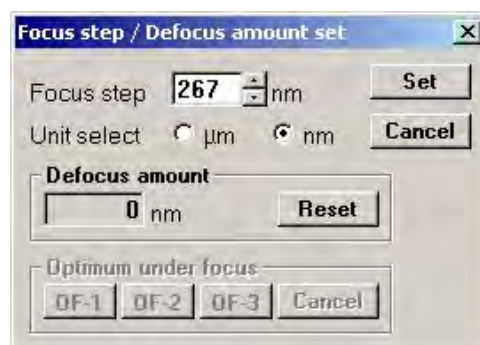 Focus step / Defocus amount set
Focus step 267 nm Set
Unit select µm nm Cancel
Defocus amount
0 nm Reset
Optimum under focus
OF-1 OF-2 OF-3 Cancel